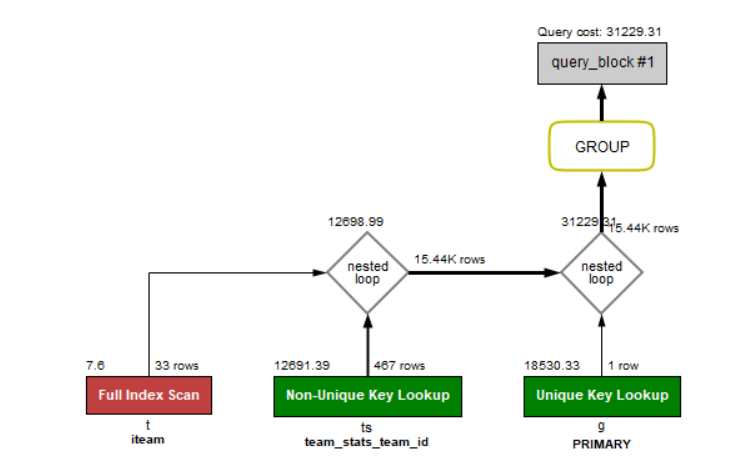 Query cost: 31229.31
query_block #1
GROUP
12698.99
31229.31
15.44K rows
nested
loop
15.44K rows
nested
loop
7.6
33 rows
12691.39
467 rows
18530.33
1 row
Full Index Scan
Non-Unique Key Lookup
Unique Key Lookup
t
ts
g
iteam
team_stats_team_id
PRIMARY